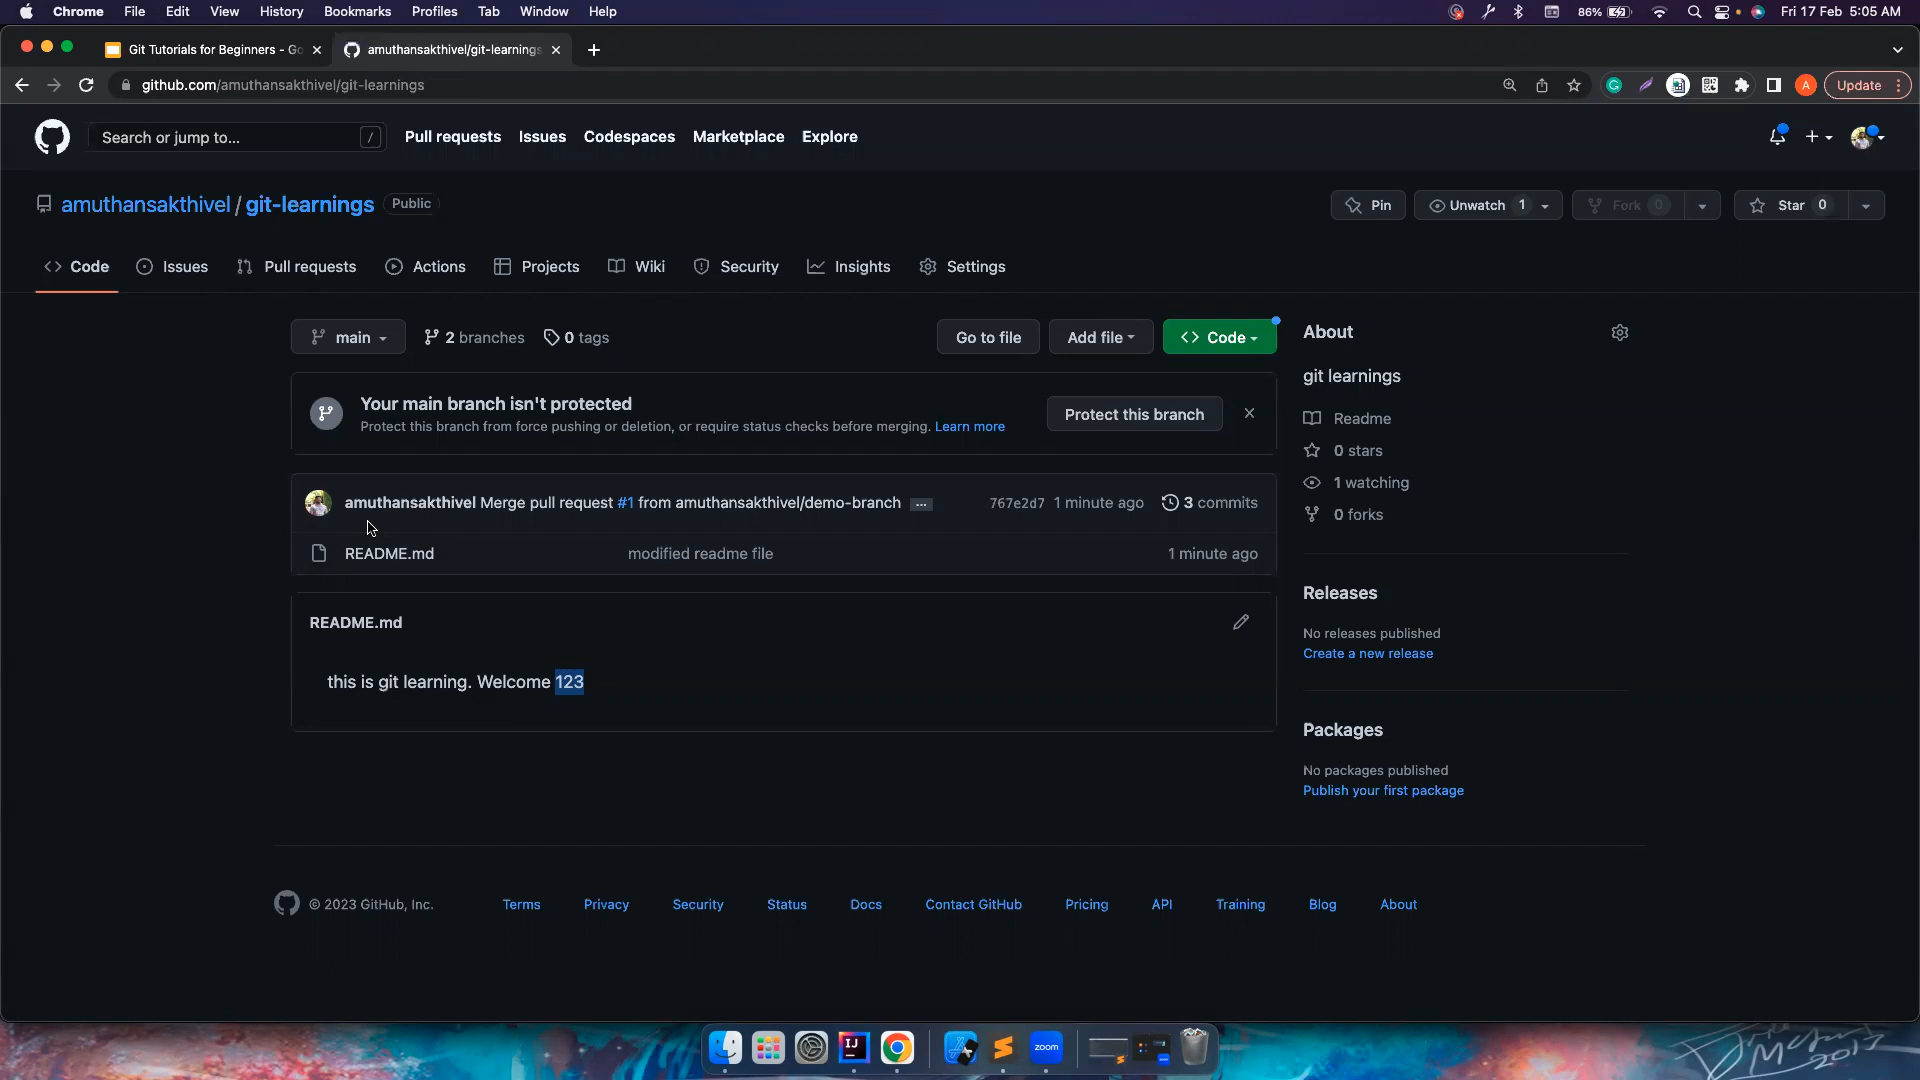 Chrome File Edit View History Bookmarks Profiles Tab Window Help 86% Fri 17 Feb 5:05 AM
Git Tutorials for Beginners - Go amuthansakthivel/git-learnings
github.com/amuthansakthivel/git-learnings A Update
Search or jump to... / Pull requests Issues Codespaces Marketplace Explore
amuthansakthivel / git-learnings Public Pin Unwatch 1 Fork 0 Star 0
Code Issues Pull requests Actions Projects Wiki Security Insights Settings
main 2 branches 0 tags Go to file Add file Code About
Your main branch isn't protected
Protect this branch from force pushing or deletion, or require status checks before merging. Learn more
Protect this branch
git learnings
Readme
0 stars
1 watching
0 forks
amuthansakthivel Merge pull request #1 from amuthansakthivel/demo-branch ... 767e2d7 1 minute ago 3 commits
README.md modified readme file 1 minute ago
Releases
No releases published
Create a new release
README.md
this is git learning. Welcome 123
Packages
No packages published
Publish your first package
© 2023 GitHub, Inc. Terms Privacy Security Status Docs Contact GitHub Pricing API Training Blog About
IJ zoom
2017